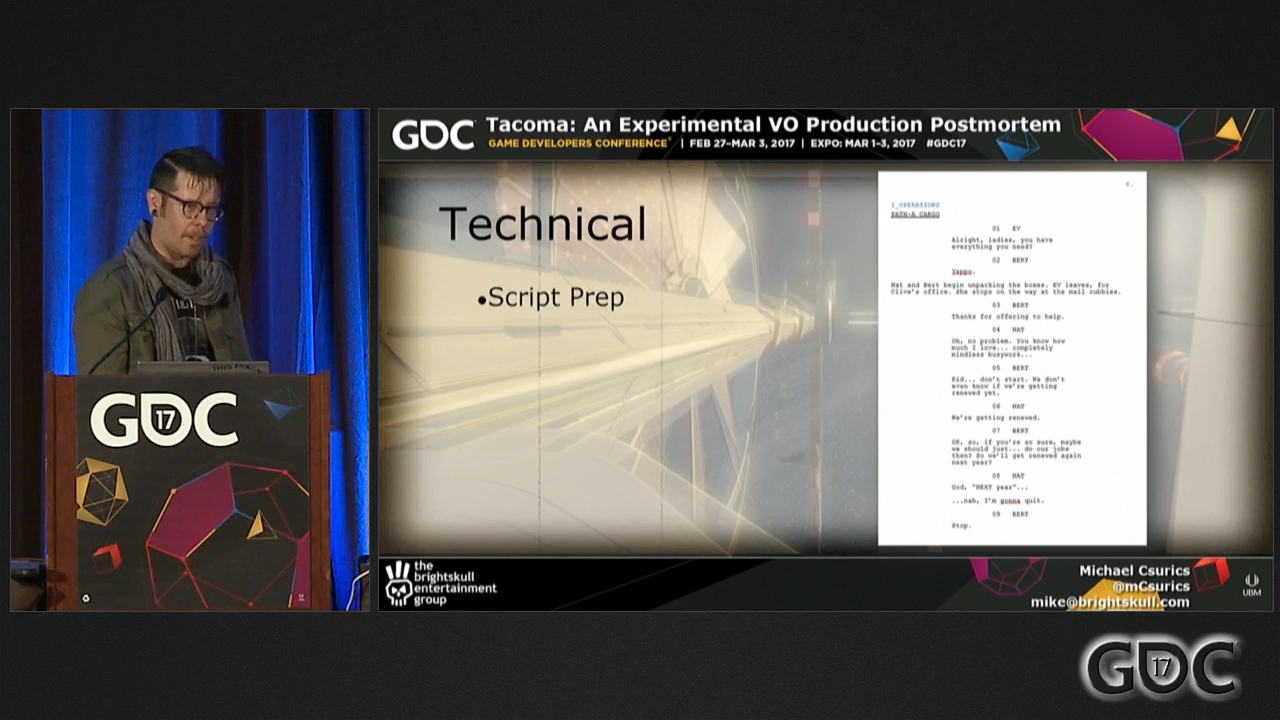 GDC
Tacoma: An Experimental VO Production Postmortem
GAME DEVELOPERS CONFERENCE® | FEB 27–MAR 3, 2017 | EXPO: MAR 1–3, 2017 #GDC17
Technical
•Script Prep
6.
1_OPERATIONS
PATH-A CARGO
01 EV
Alright, ladies, you have
everything you need?
02 BERT
Yeppo.
Nat and Bert begin unpacking the boxes. EV leaves, for
Clive's office. She stops on the way at the mail cubbies.
03 BERT
Thanks for offering to help.
04 NAT
Oh, no problem. You know how
much I love... completely
mindless busywork...
05 BERT
Kid... don't start. We don't
even know if we're getting
renewed yet.
06 NAT
We're getting renewed.
07 BERT
OK, so, if you're so sure, maybe
we should just... do our jobs
then? So we'll get renewed again
next year?
08 NAT
God, "NEXT year"...
...nah, I'm gonna quit.
09 BERT
Stop.
GDC
17
the
brightskull
entertainment
group
Michael Csurics
@mCsurics
mike@brightskull.com
UBM
GDC
17